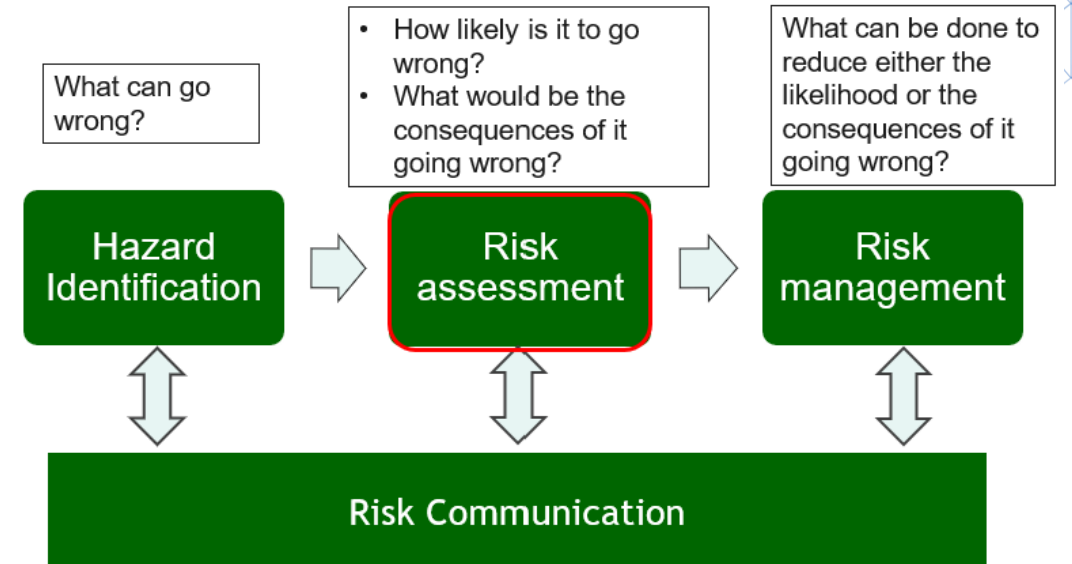 What can go
wrong?
• How likely is it to go
wrong?
• What would be the
consequences of it
going wrong?
What can be done to
reduce either the
likelihood or the
consequences of it
going wrong?
Hazard
Identification
Risk
assessment
Risk
management
Risk Communication